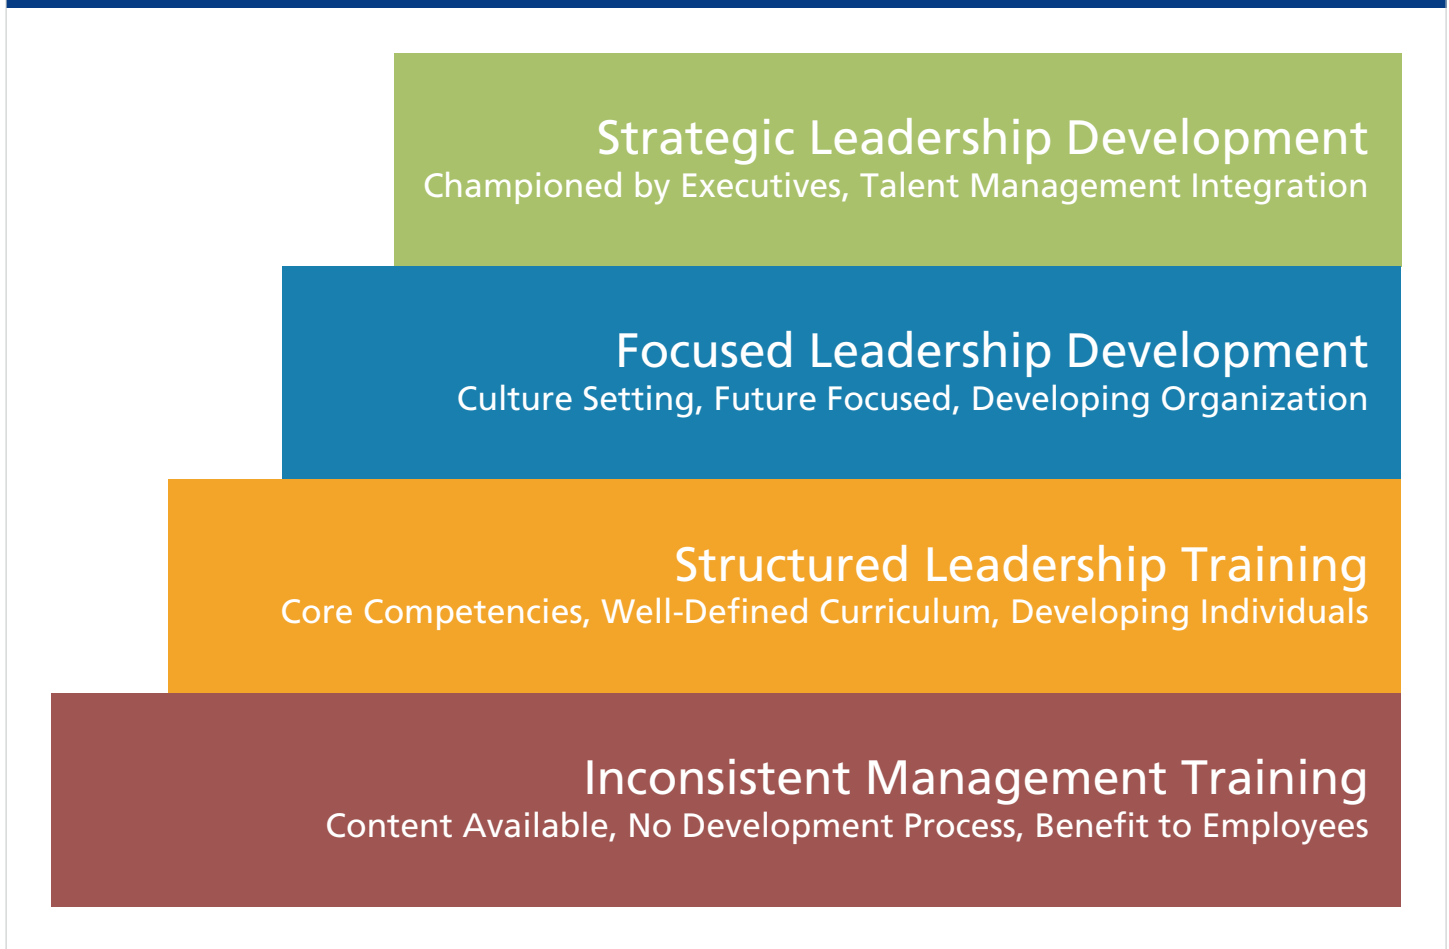 Strategic Leadership Development
Championed by Executives, Talent Management Integration
Focused Leadership Development
Culture Setting, Future Focused, Developing Organization
Structured Leadership Training
Core Competencies, Well-Defined Curriculum, Developing Individuals
Inconsistent Management Training
Content Available, No Development Process, Benefit to Employees